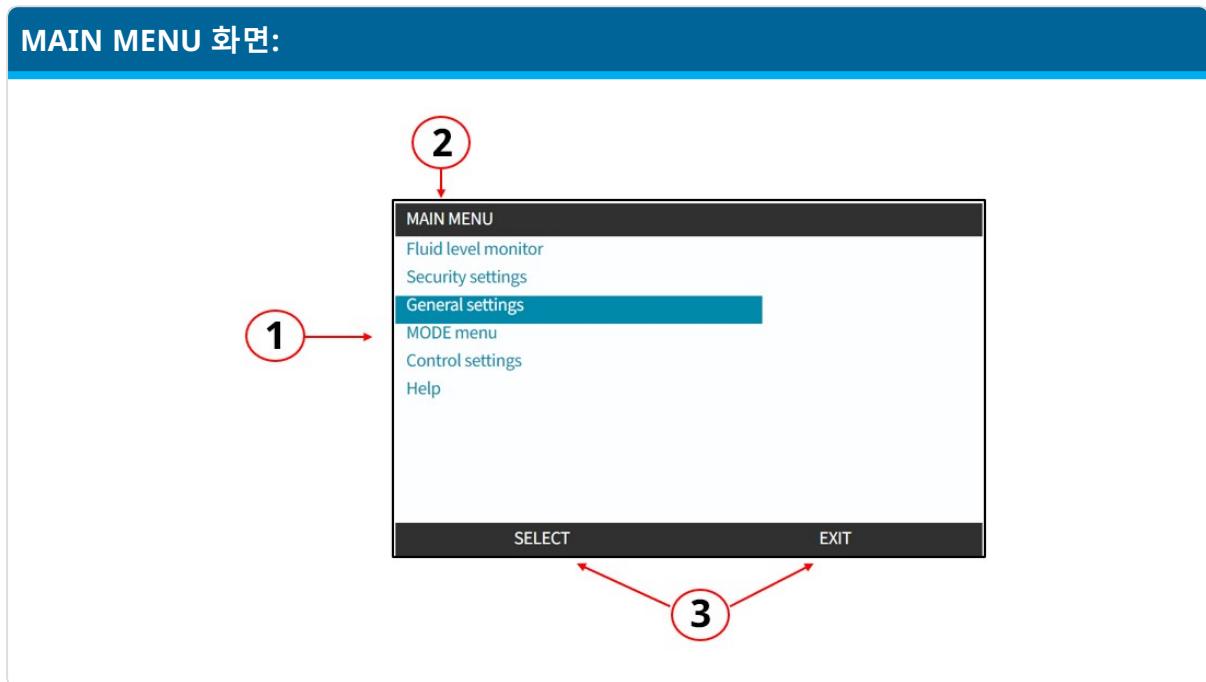 MAIN MENU 화면:
2
MAIN MENU
Fluid level monitor
Security settings
General settings
1
MODE menu
Control settings
Help
SELECT EXIT
3